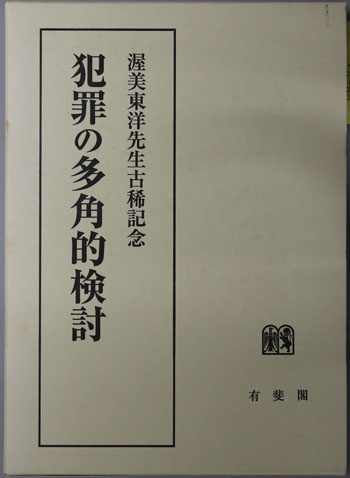 渥美東洋先生古稀記念
犯罪の多角的検討
有斐閣